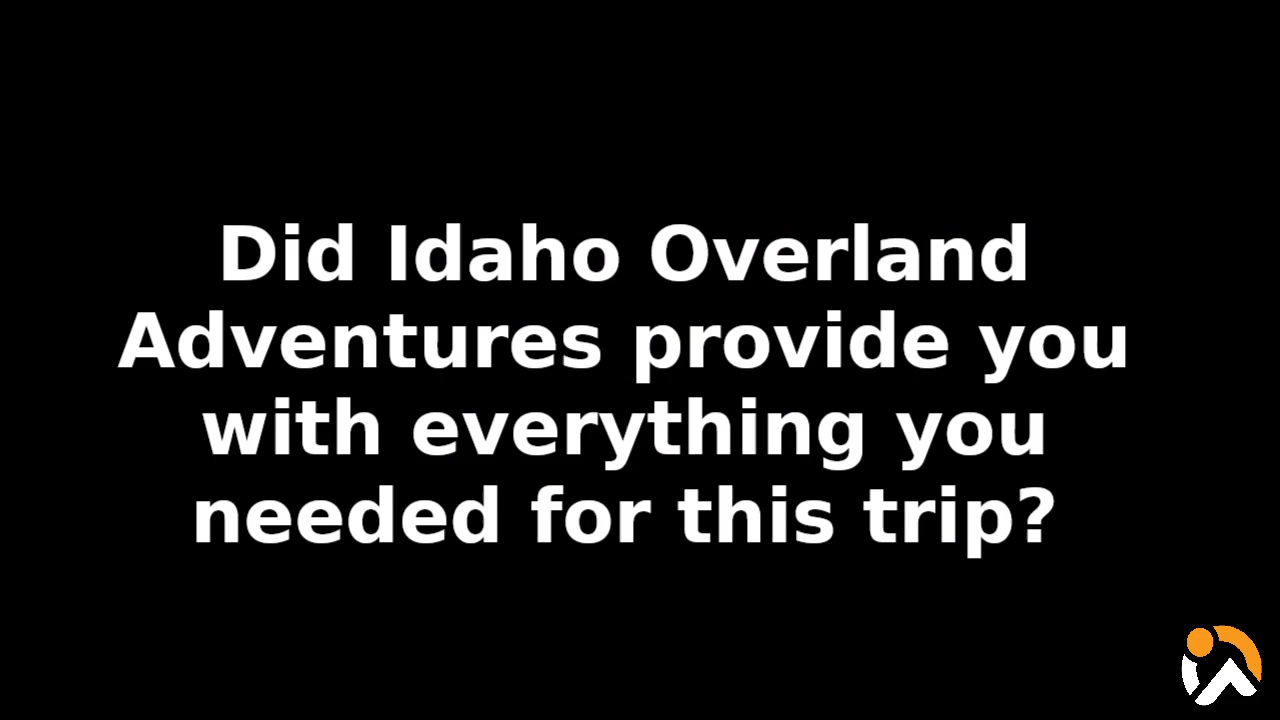 Did Idaho Overland
Adventures provide you
with everything you
needed for this trip?